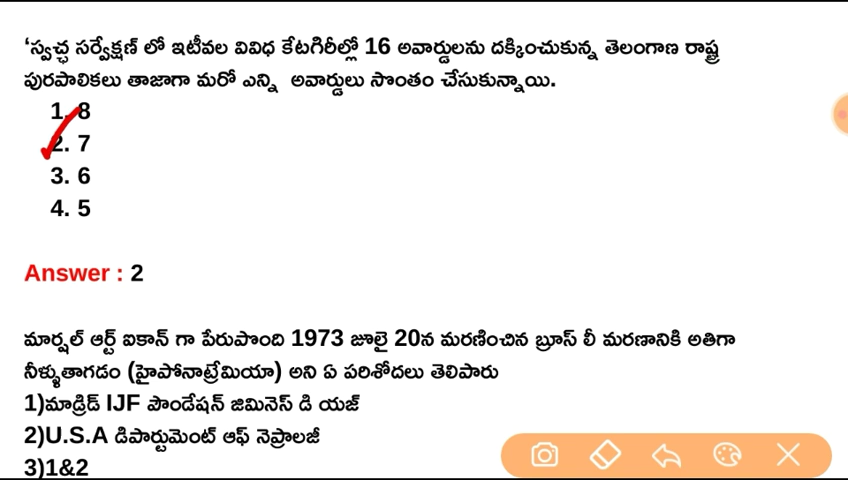 ‘స్వచ్ఛ సర్వేక్షణ్ లో ఇటీవల వివిధ కేటగిరీల్లో 16 అవార్డులను దక్కించుకున్న తెలంగాణ రాష్ట్ర
పురపాలికలు తాజాగా మరో ఎన్ని అవార్డులు సొంతం చేసుకున్నాయి.
1. 8
2. 7
3. 6
4. 5
Answer : 2
మార్షల్ ఆర్ట్ ఐకాన్ గా పేరుపొంది 1973 జూలై 20న మరణించిన బ్రూస్ లీ మరణానికి అతిగా
నీళ్ళుతాగడం (హైపోనాట్రేమియా) అని ఏ పరిశోదలు తెలిపారు
1)మాడ్రిడ్ IJF పౌండేషన్ జిమినెస్ డి యజ్
2)U.S.A డిపార్టుమెంట్ ఆఫ్ నెప్రాలజీ
3)1&2